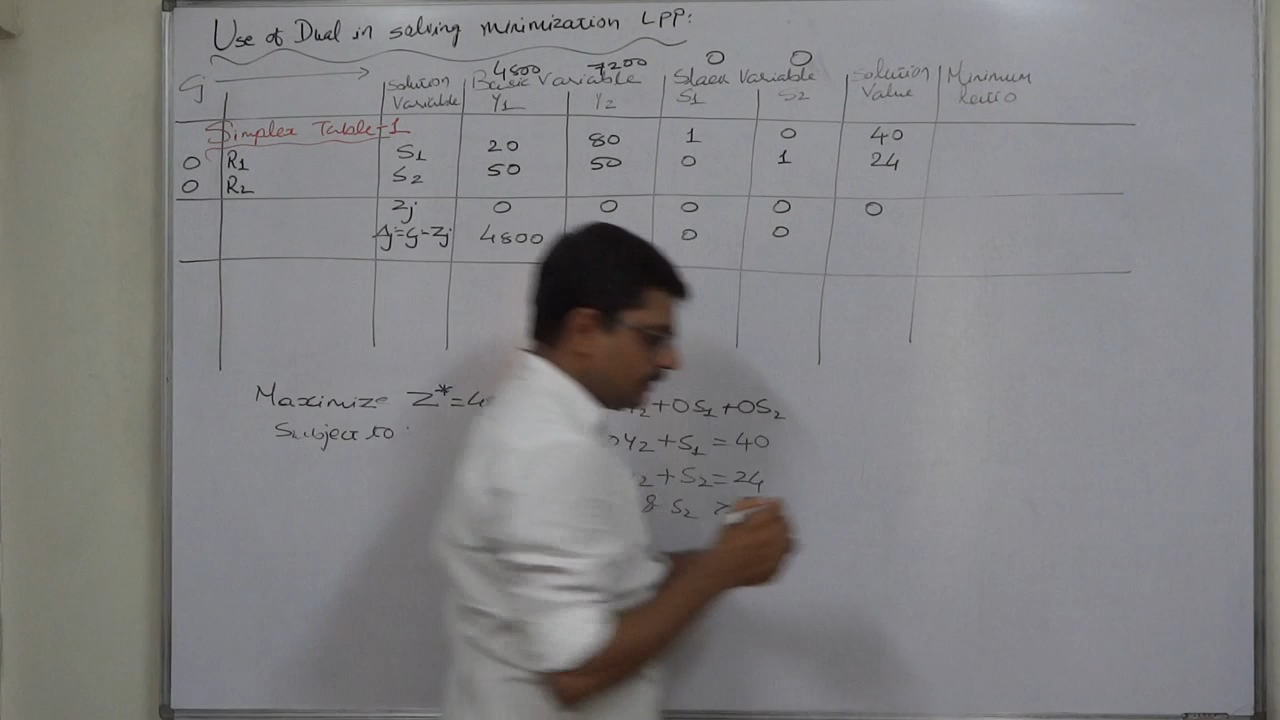 Use of Dual in solving minimization LPP:
4800 7200 0 0
Cj Solution Variable Basic Variable Slack Variable Solution Value Minimum Ratio
Y1 Y2 S1 S2
Simplex Table-1
0 R1 S1 20 80 1 0 40
0 R2 S2 50 50 0 1 24
Zj 0 0 0 0 0
Δj=Cj-Zj 4800 0 0
Maximize Z*=4 +0S1+0S2
Subject to
Y2+S1=40
+S2=24
& S2